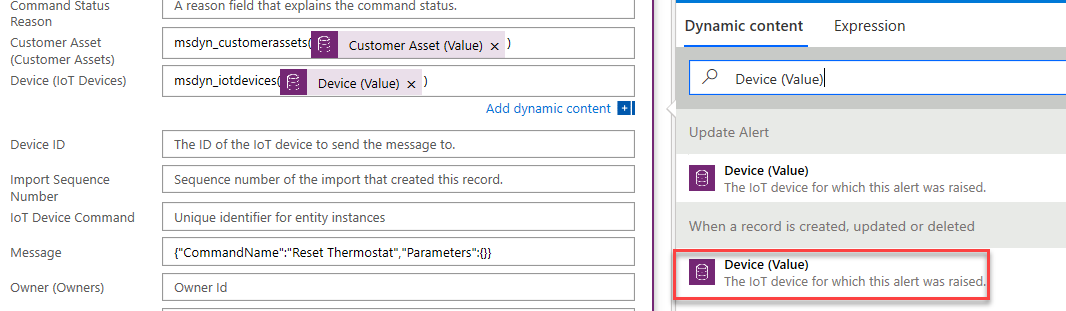 Command Status
Reason
A reason field that explains the command status.
Customer Asset
(Customer Assets)
msdyn_customerassets( Customer Asset (Value) × )
Device (IoT Devices)
msdyn_iotdevices( Device (Value) × )
Add dynamic content
Device ID
The ID of the IoT device to send the message to.
Import Sequence
Number
Sequence number of the import that created this record.
IoT Device Command
Unique identifier for entity instances
Message
{"CommandName":"Reset Thermostat","Parameters":{}}
Owner (Owners)
Owner Id
Dynamic content
Expression
Device (Value)
Update Alert
Device (Value)
The IoT device for which this alert was raised.
When a record is created, updated or deleted
Device (Value)
The IoT device for which this alert was raised.